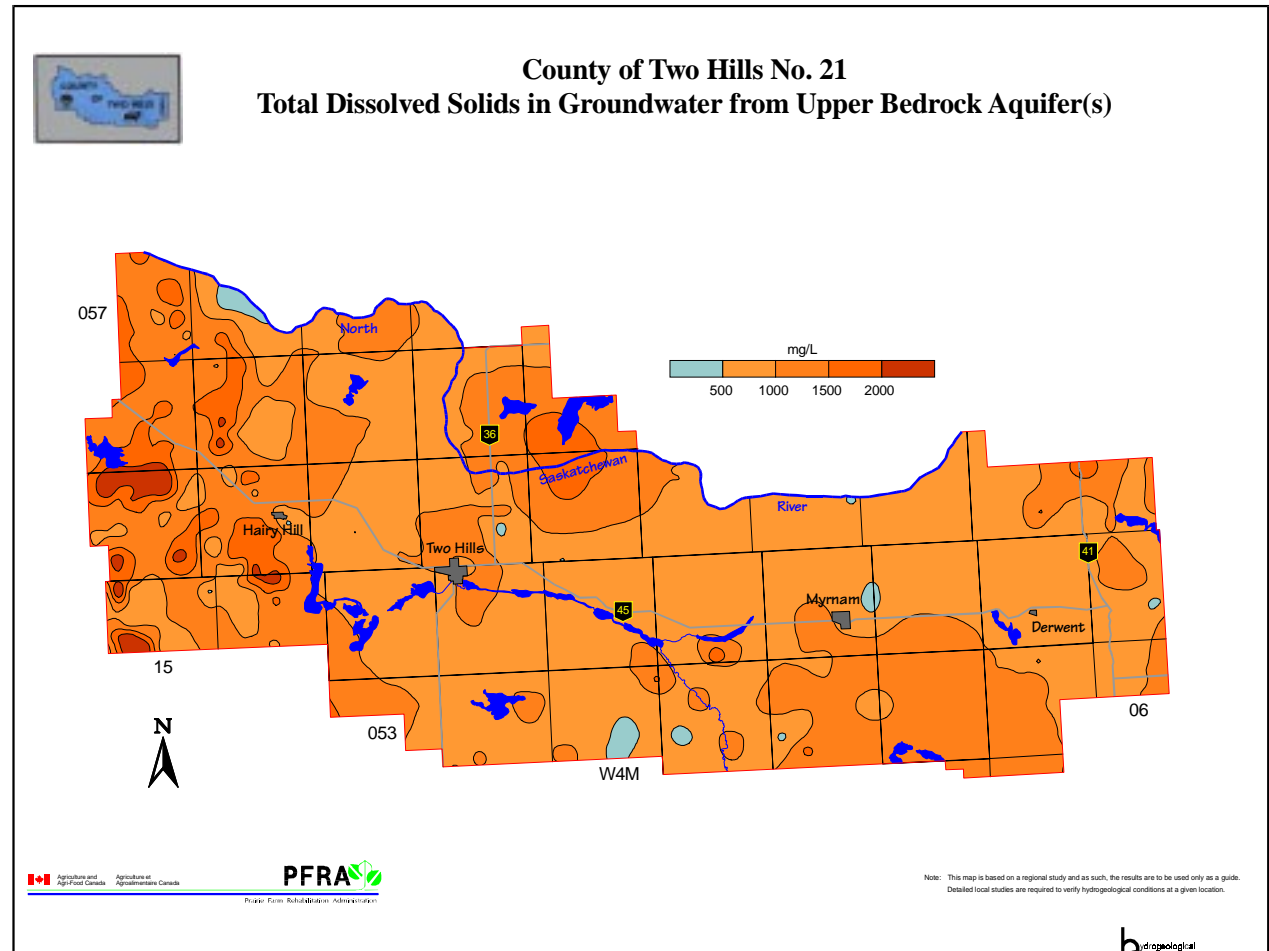 COUNTY
OF TWO HILLS
County of Two Hills No. 21
Total Dissolved Solids in Groundwater from Upper Bedrock Aquifer(s)
057
North
mg/L
500 1000 1500 2000
36
Saskatchewan
River
Hairy Hill
Two Hills
41
45
Myrnam
Derwent
15
06
N
053
W4M
Agriculture and Agri-Food Canada
Agriculture et Agroalimentaire Canada
PFRA
Prairie Farm Rehabilitation Administration
Note: This map is based on a regional study and as such, the results are to be used only as a guide.
Detailed local studies are required to verify hydrogeological conditions at a given location.
hydrogeological